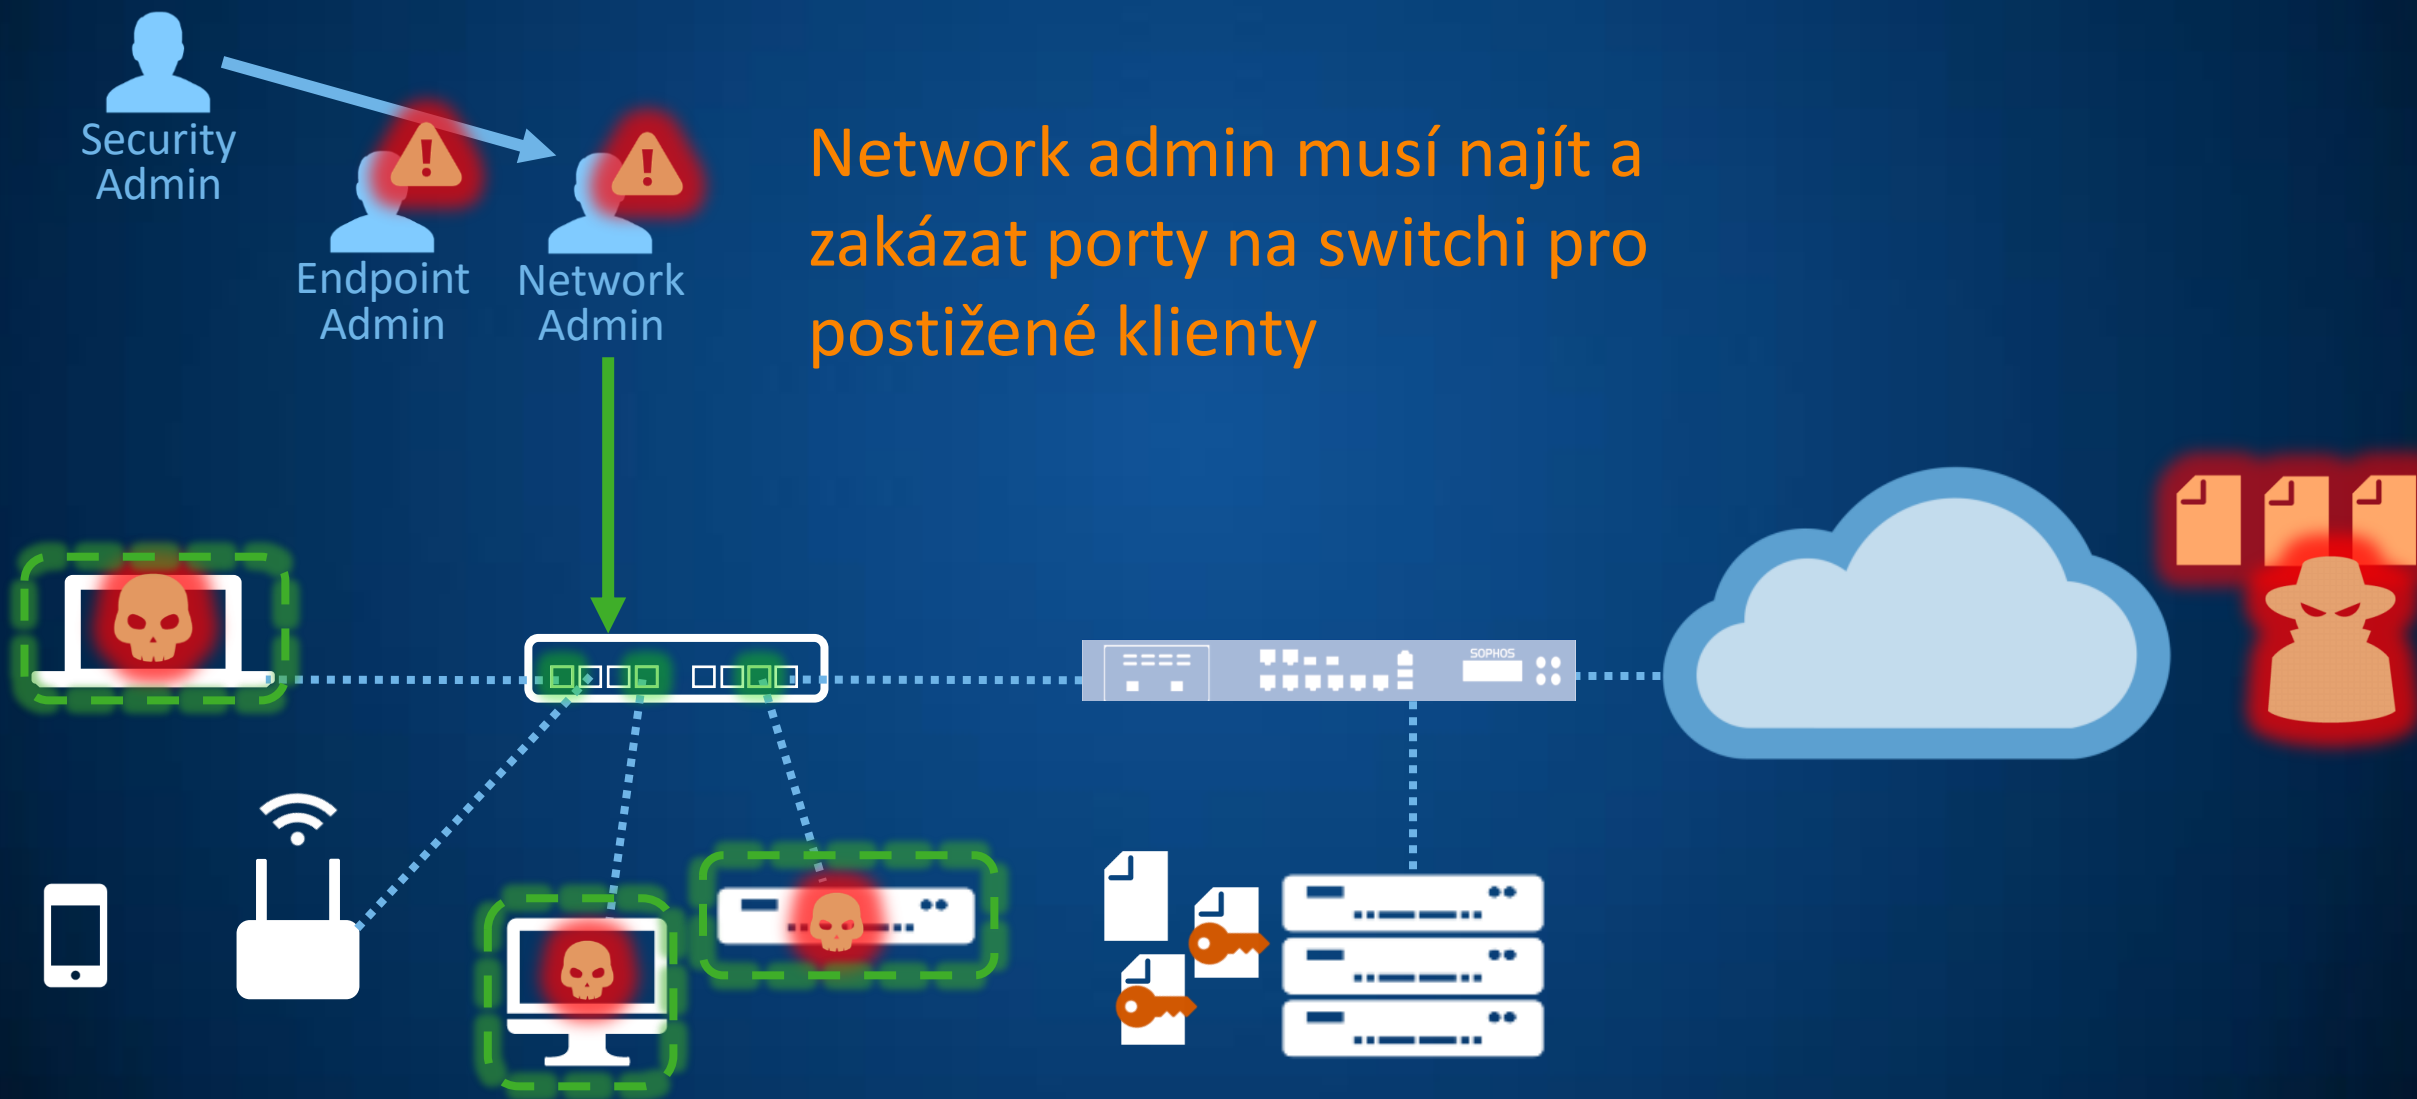 Security
Admin
Endpoint
Admin
Network
Admin
Network admin musí najít a
zakázat porty na switchi pro
postižené klienty
SOPHOS